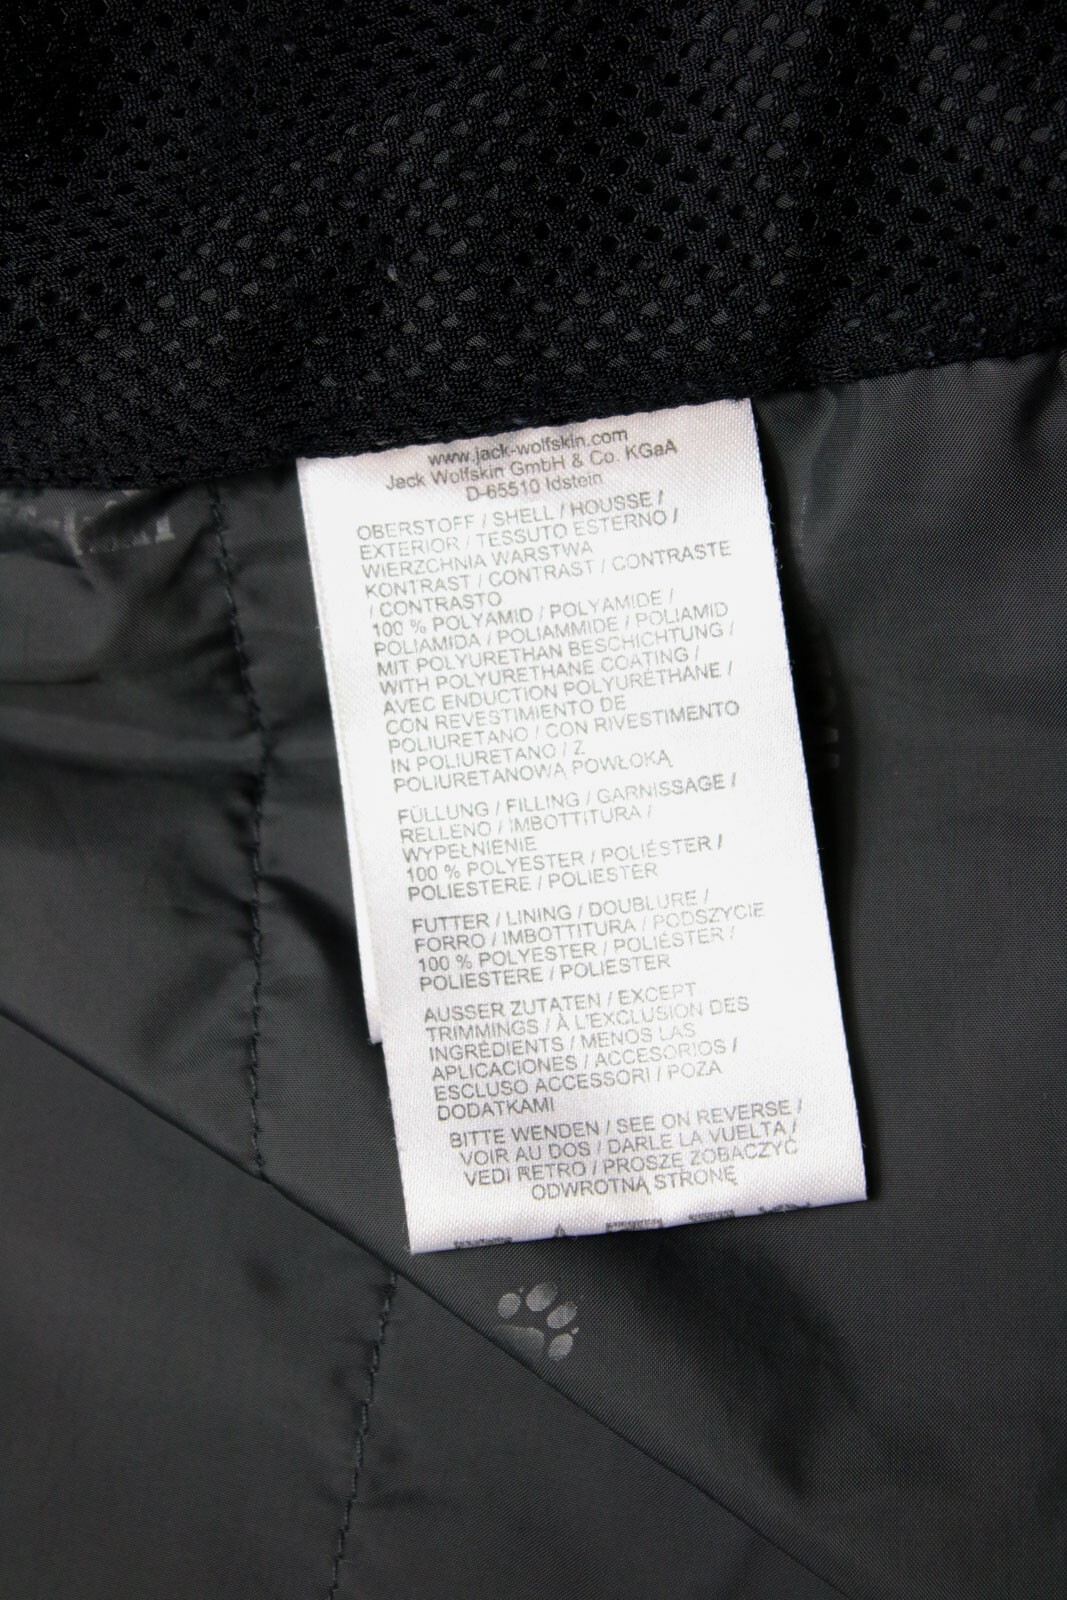 www.jack-wolfskin.com
Jack Wolfskin GmbH & Co. KGaA
D-65510 Idstein
OBERSTOFF / SHELL / HOUSSE /
EXTERIOR / TESSUTO ESTERNO /
WIERZCHNIA WARSTWA
KONTRAST / CONTRAST / CONTRASTE
/ CONTRASTO
100 % POLYAMID / POLYAMIDE /
POLIAMIDA / POLIAMMIDE / POLIAMID
MIT POLYURETHAN BESCHICHTUNG /
WITH POLYURETHANE COATING /
AVEC ENDUCTION POLYURÉTHANE /
CON REVESTIMIENTO DE
POLIURETANO / CON RIVESTIMENTO
IN POLIURETANO / Z
POLIURETANOWĄ POWŁOKĄ
FÜLLUNG / FILLING / GARNISSAGE /
RELLENO / IMBOTTITURA /
WYPEŁNIENIE
100 % POLYESTER / POLIÉSTER /
POLIESTERE / POLIESTER
FUTTER / LINING / DOUBLURE /
FORRO / IMBOTTITURA / PODSZYCIE
100 % POLYESTER / POLIÉSTER /
POLIESTERE / POLIESTER
AUSSER ZUTATEN / EXCEPT
TRIMMINGS / À L'EXCLUSION DES
INGRÉDIENTS / MENOS LAS
APLICACIONES / ACCESORIOS /
ESCLUSO ACCESSORI / POZA
DODATKAMI
BITTE WENDEN / SEE ON REVERSE /
VOIR AU DOS / DARLE LA VUELTA /
VEDI RETRO / PROSZE ZOBACZYĆ
ODWROTNĄ STRONĘ